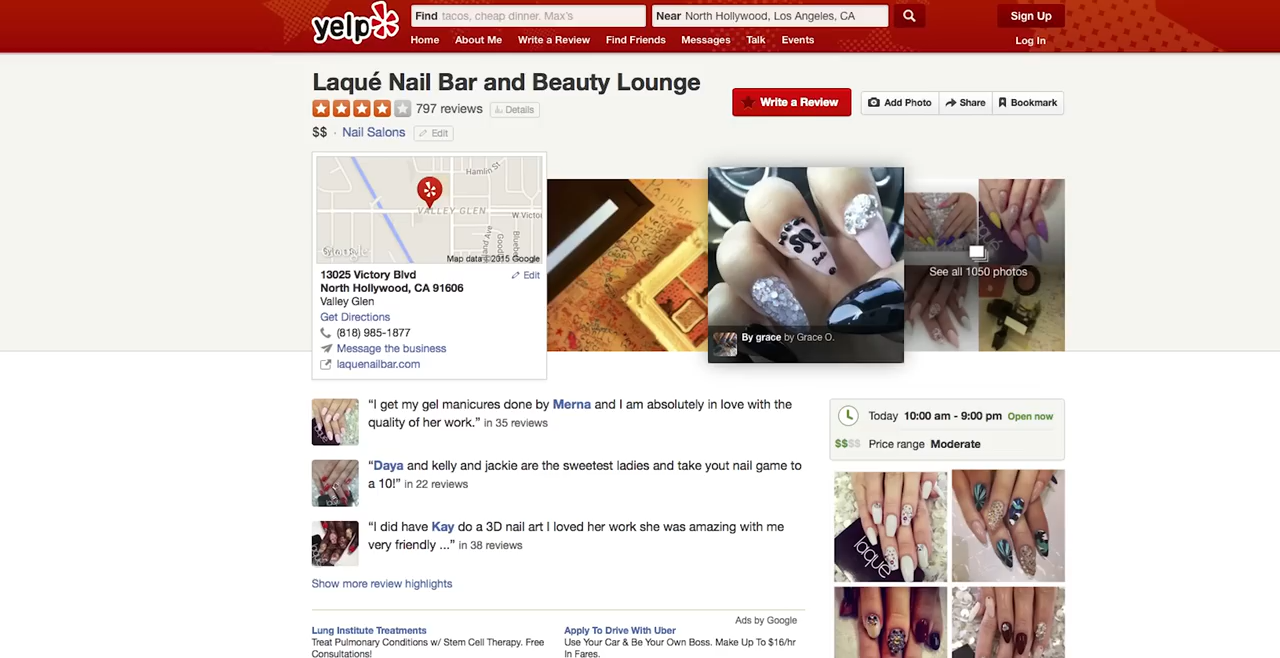 yelp
Find tacos, cheap dinner. Max's
Near North Hollywood, Los Angeles, CA
Sign Up
Home About Me Write a Review Find Friends Messages Talk Events
Log In
Laqué Nail Bar and Beauty Lounge
797 reviews Details
$$ · Nail Salons Edit
Write a Review
Add Photo Share Bookmark
Hamlin St
VALLEY GLEN
W Victo
Map data ©2015 Google
13025 Victory Blvd Edit
North Hollywood, CA 91606
Valley Glen
Get Directions
(818) 985-1877
Message the business
laquenailbar.com
By grace by Grace O.
See all 1050 photos
“I get my gel manicures done by Merna and I am absolutely in love with the
quality of her work.” in 35 reviews
“Daya and kelly and jackie are the sweetest ladies and take yout nail game to
a 10!” in 22 reviews
“I did have Kay do a 3D nail art I loved her work she was amazing with me
very friendly ...” in 38 reviews
Show more review highlights
Today 10:00 am - 9:00 pm Open now
$$$$ Price range Moderate
laque
Ads by Google
Lung Institute Treatments
Treat Pulmonary Conditions w/ Stem Cell Therapy. Free
Consultations!
Apply To Drive With Uber
Use Your Car & Be Your Own Boss. Make Up To $16/hr
In Fares.